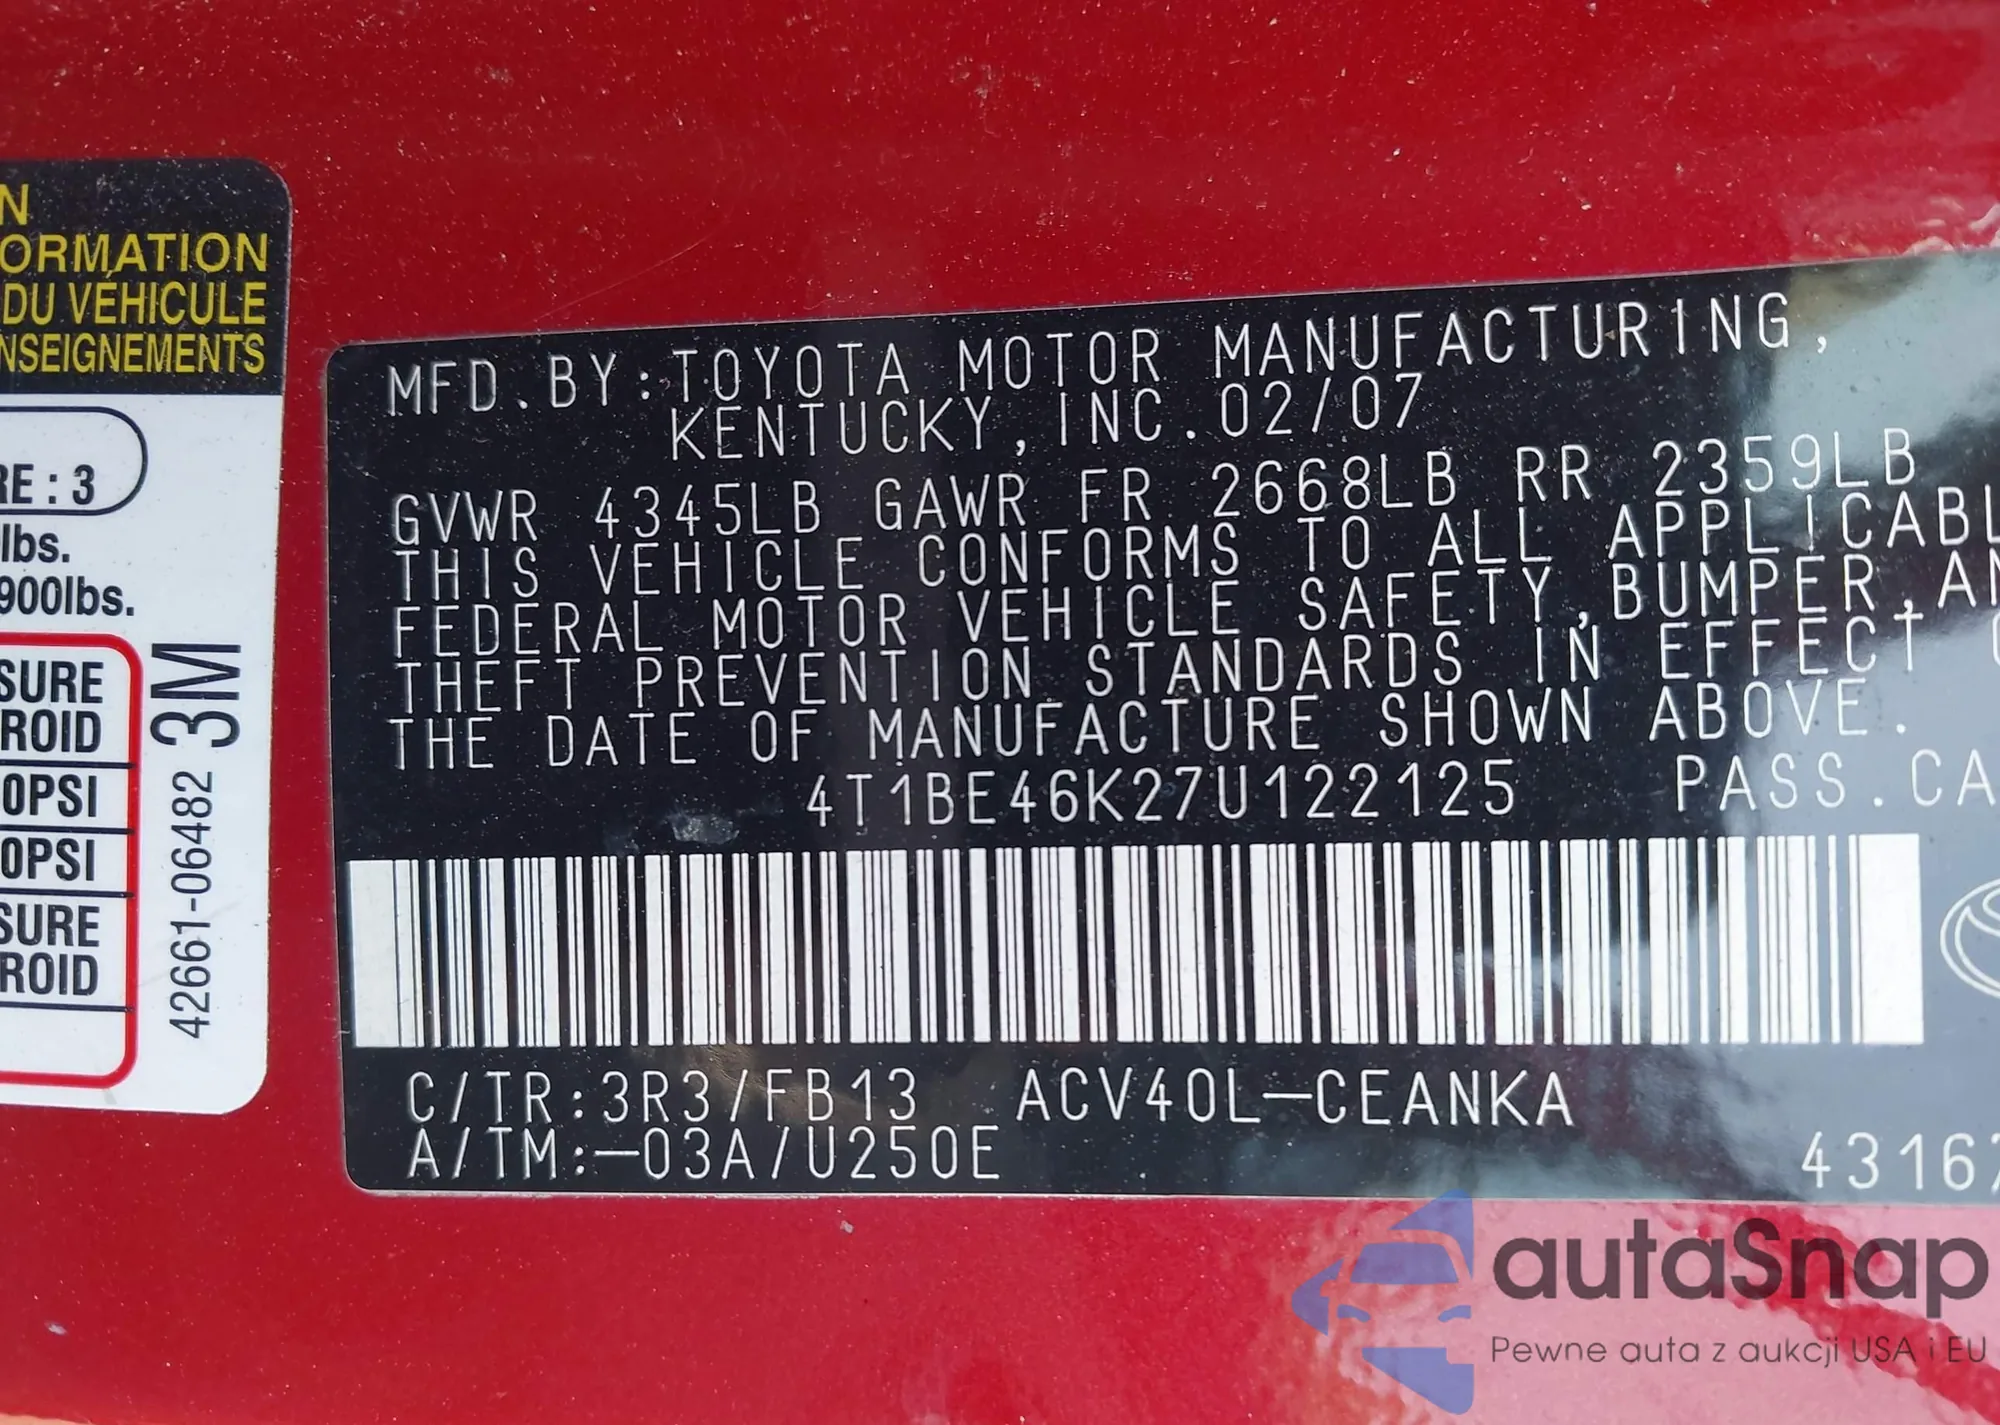 N
ORMATION
DU VÉHICULE
NSEIGNEMENTS
RE : 3
lbs.
900lbs.
SURE
ROID
0PSI
0PSI
SURE
ROID
42661-06482 3M
MFD.BY:TOYOTA MOTOR MANUFACTURING,
KENTUCKY,INC.02/07
GVWR 4345LB GAWR FR 2668LB RR 2359LB
THIS VEHICLE CONFORMS TO ALL APPLICABL
FEDERAL MOTOR VEHICLE SAFETY,BUMPER,AN
THEFT PREVENTION STANDARDS IN EFFECT O
THE DATE OF MANUFACTURE SHOWN ABOVE.
4T1BE46K27U122125 PASS.CA
C/TR:3R3/FB13 ACV40L-CEANKA
A/TM:-03A/U250E
43167
autaSnap
Pewne auta z aukcji USA i EU